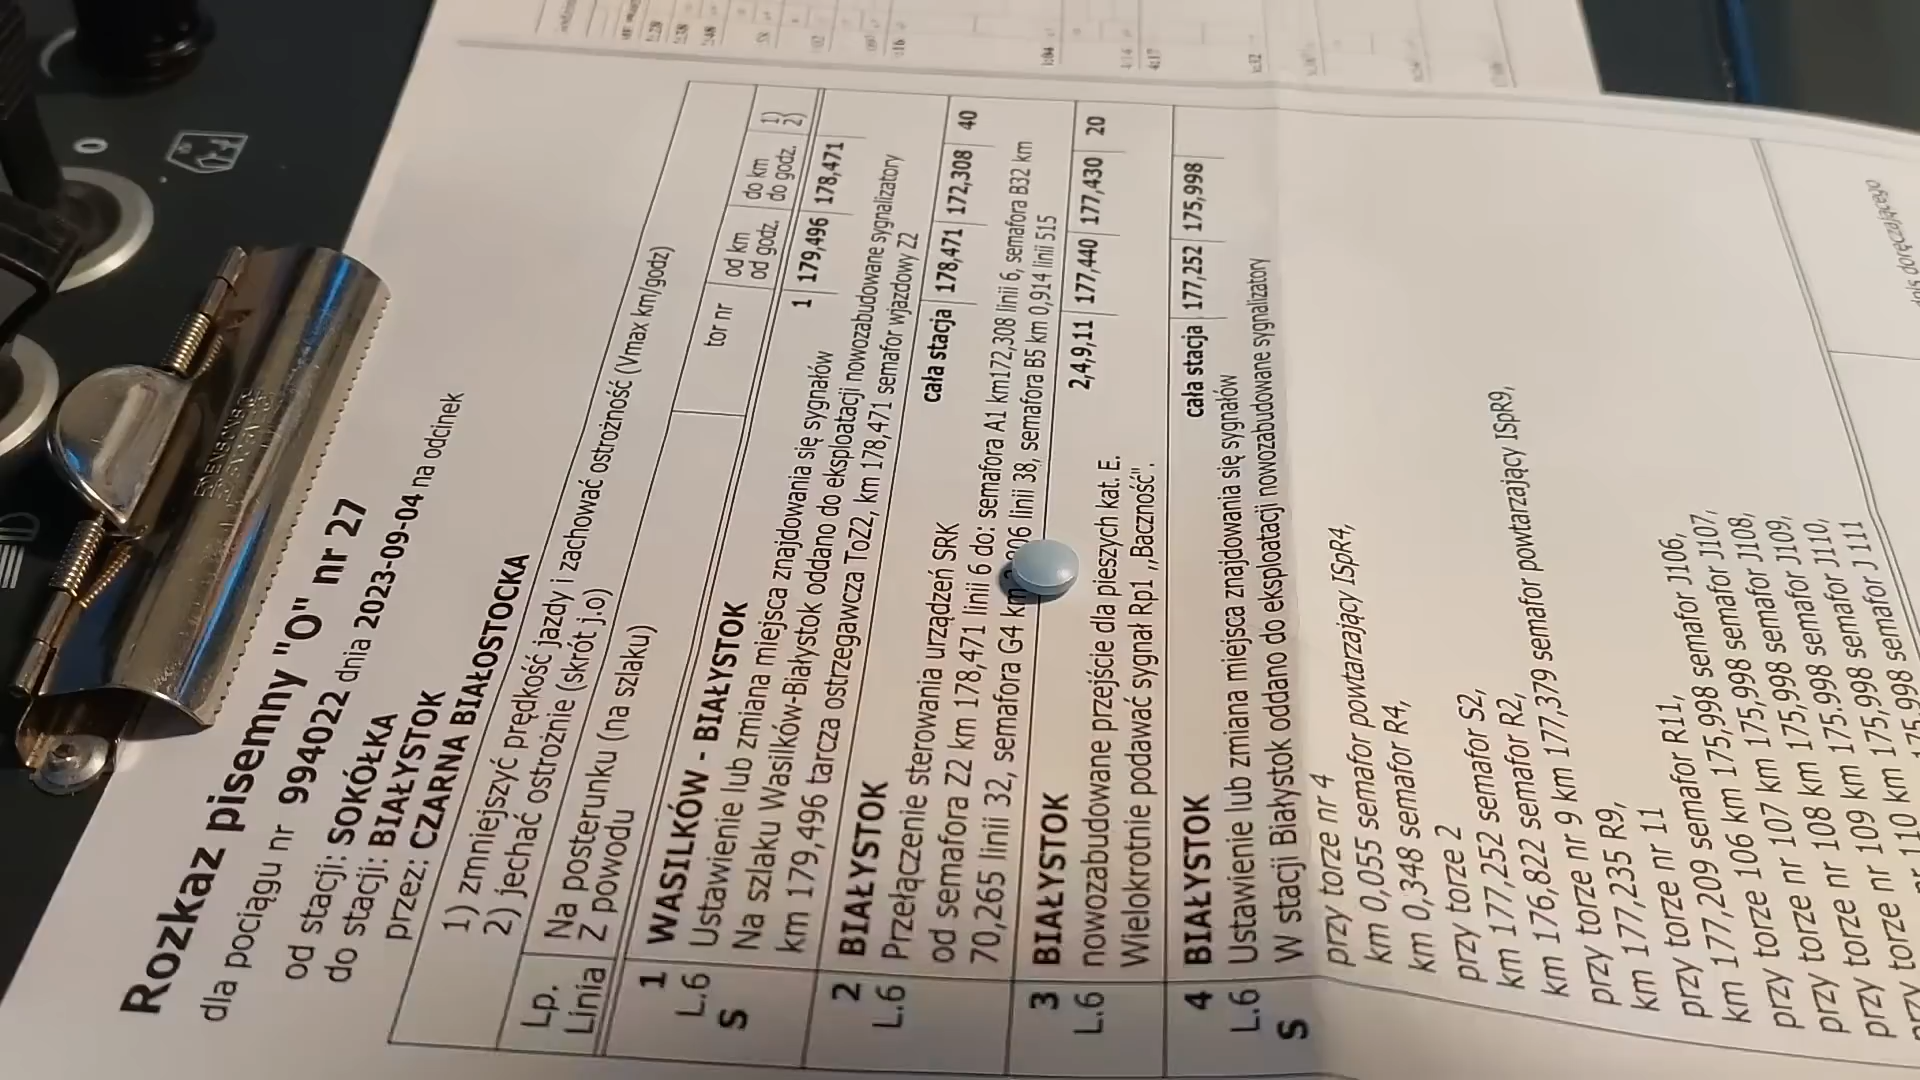 Rozkaz pisemny "O" nr 27
dla pociągu nr 994022 dnia 2023-09-04 na odcinek
od stacji: SOKÓŁKA
do stacji: BIAŁYSTOK
przez: CZARNA BIAŁOSTOCKA
1) zmniejszyć prędkość jazdy i zachować ostrożność (Vmax km/godz)
2) jechać ostrożnie (skrót j.o)
Lp. Na posterunku (na szlaku) tor nr od km do km 1)
Linia Z powodu od godz. do godz. 2)
1 WASILKÓW - BIAŁYSTOK 1 179,496 178,471
L.6 Ustawienie lub zmiana miejsca znajdowania się sygnałów
S Na szlaku Wasilków-Białystok oddano do eksploatacji nowozabudowane sygnalizatory
km 179,496 tarcza ostrzegawcza ToZ2, km 178,471 semafor wjazdowy Z2
2 BIAŁYSTOK cała stacja 178,471 172,308 40
L.6 Przełączenie sterowania urządzeń SRK
od semafora Z2 km 178,471 linii 6 do: semafora A1 km172,308 linii 6, semafora B32 km
70,265 linii 32, semafora G4 km linii 38, semafora B5 km 0,914 linii 515
3 BIAŁYSTOK 2,4,9,11 177,440 177,430 20
L.6 nowozabudowane przejście dla pieszych kat. E.
Wielokrotnie podawać sygnał Rp1 ,,Baczność".
4 BIAŁYSTOK cała stacja 177,252 175,998
L.6 Ustawienie lub zmiana miejsca znajdowania się sygnałów
S W stacji Białystok oddano do eksploatacji nowozabudowane sygnalizatory
przy torze nr 4
km 0,055 semafor powtarzający ISpR4,
km 0,348 semafor R4,
przy torze 2
km 177,252 semafor S2,
km 176,822 semafor R2,
przy torze nr 9 km 177,379 semafor powtarzający ISpR9,
km 177,235 R9,
przy torze nr 11
km 177,209 semafor R11,
przy torze 106 km 175,998 semafor J106,
przy torze nr 107 km 175,998 semafor J107,
przy torze nr 108 km 175.998 semafor J108,
przy torze nr 109 km 175,998 semafor J109,
przy torze nr 110 km 175,998 semafor J110,
175,998 semafor J 111
doręczającego